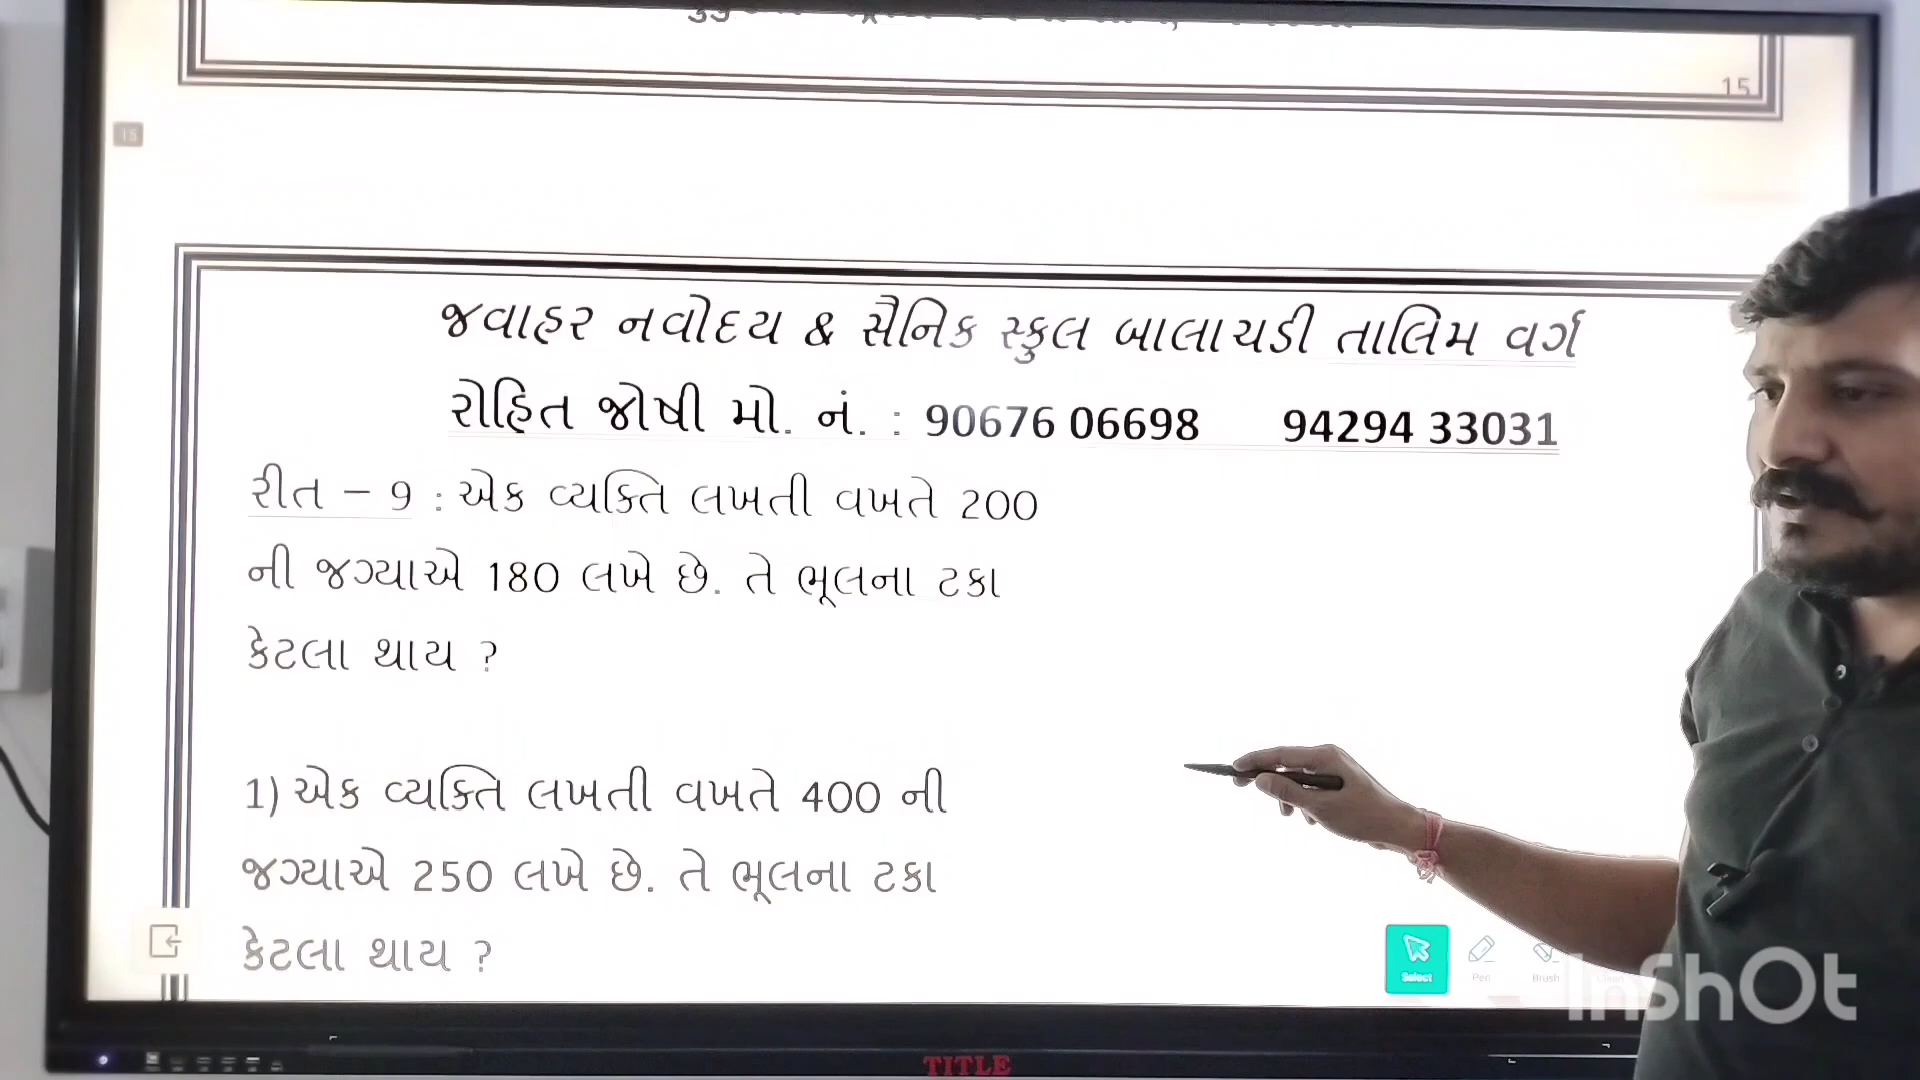 15
15
જવાહર નવોદય & સૈનિક સ્કુલ બાલાચડી તાલિમ વર્ગ
રોહિત જોષી મો. નં. : 90676 06698 94294 33031
રીત – 9 : એક વ્યક્તિ લખતી વખતે 200
ની જગ્યાએ 180 લખે છે. તે ભૂલના ટકા
કેટલા થાય ?
1) એક વ્યક્તિ લખતી વખતે 400 ની
જગ્યાએ 250 લખે છે. તે ભૂલના ટકા
કેટલા થાય ?
Select Pen Brush
InShOt
TITLE